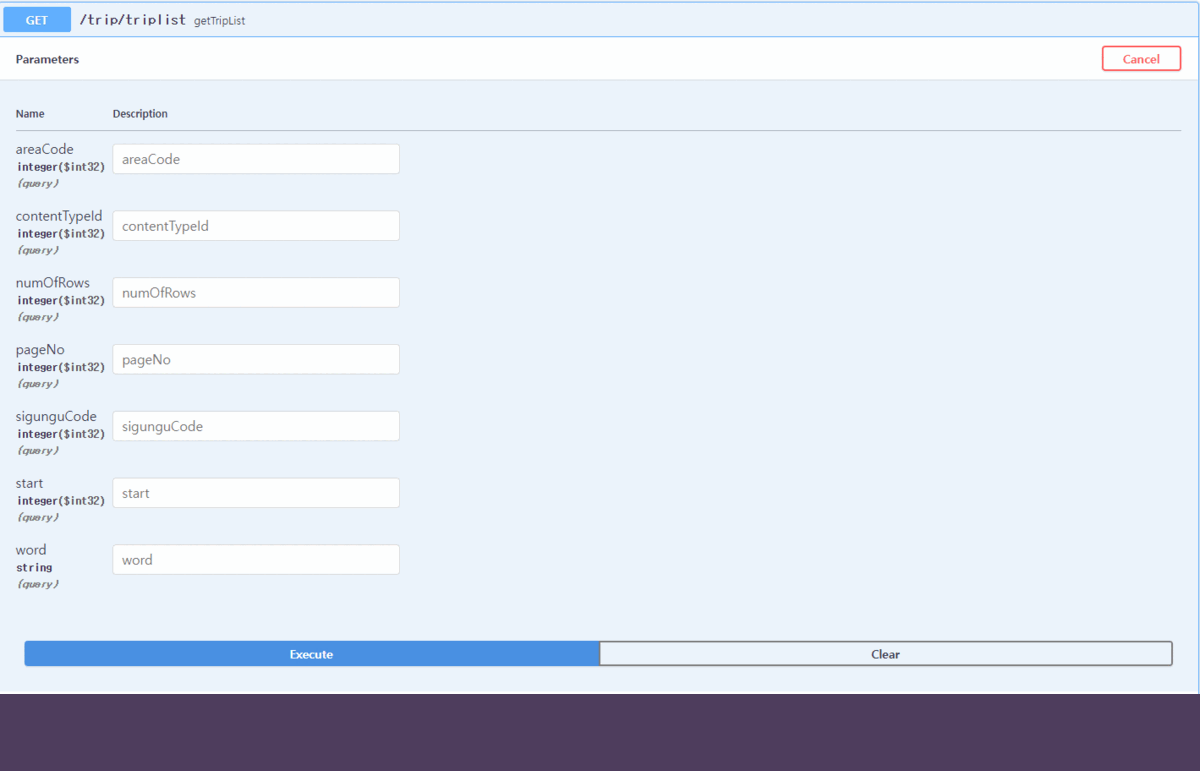 GET /trip/triplist getTripList
Parameters Cancel
Name Description
areaCode
integer($int32)
(query)
areaCode
contentTypeId
integer($int32)
(query)
contentTypeId
numOfRows
integer($int32)
(query)
numOfRows
pageNo
integer($int32)
(query)
pageNo
sigunguCode
integer($int32)
(query)
sigunguCode
start
integer($int32)
(query)
start
word
string
(query)
word
Execute Clear